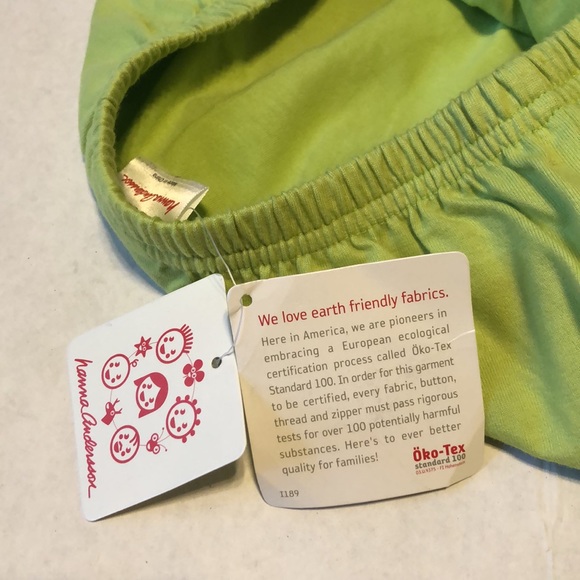 hanna Andersson
hanna Andersson
We love earth friendly fabrics.
Here in America, we are pioneers in
embracing a European ecological
certification process called Öko-Tex
Standard 100. In order for this garment
to be certified, every fabric, button,
thread and zipper must pass rigorous
tests for over 100 potentially harmful
substances. Here's to ever better
quality for families!
Öko-Tex
standard 100
1189